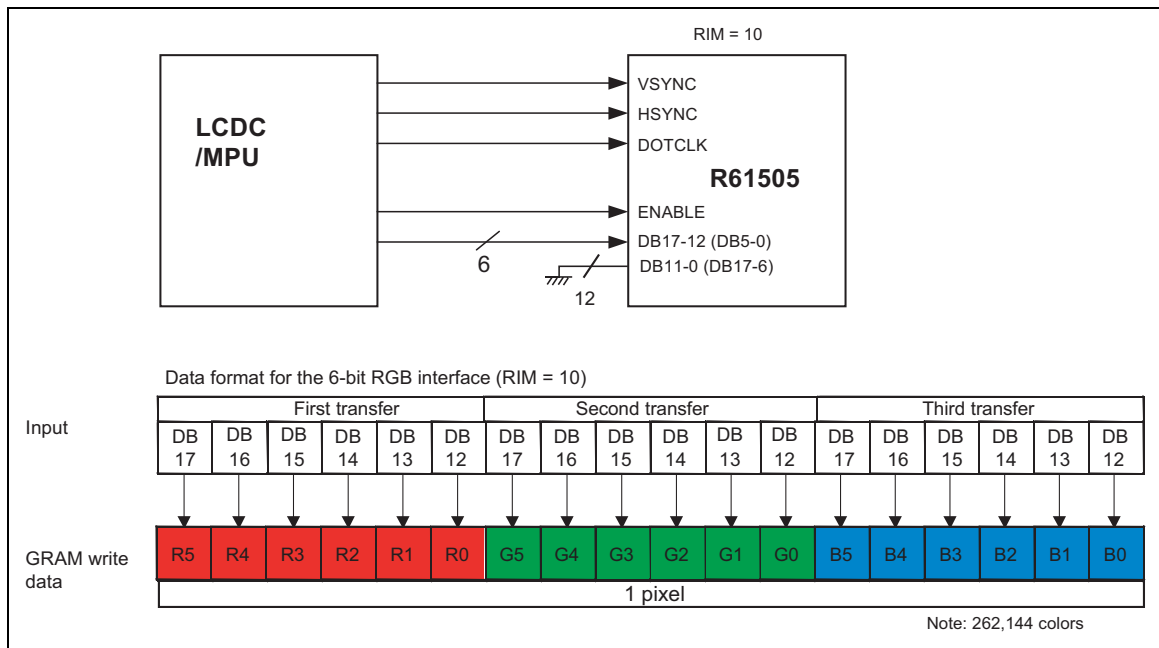 RIM = 10
LCDC
/MPU
VSYNC
HSYNC
DOTCLK
R61505
ENABLE
DB17-12 (DB5-0)
6
DB11-0 (DB17-6)
12
Data format for the 6-bit RGB interface (RIM = 10)
Input
First transfer Second transfer Third transfer
DB DB DB DB DB DB DB DB DB DB DB DB DB DB DB DB DB DB
17 16 15 14 13 12 17 16 15 14 13 12 17 16 15 14 13 12
GRAM write
data
R5 R4 R3 R2 R1 R0 G5 G4 G3 G2 G1 G0 B5 B4 B3 B2 B1 B0
1 pixel
Note: 262,144 colors